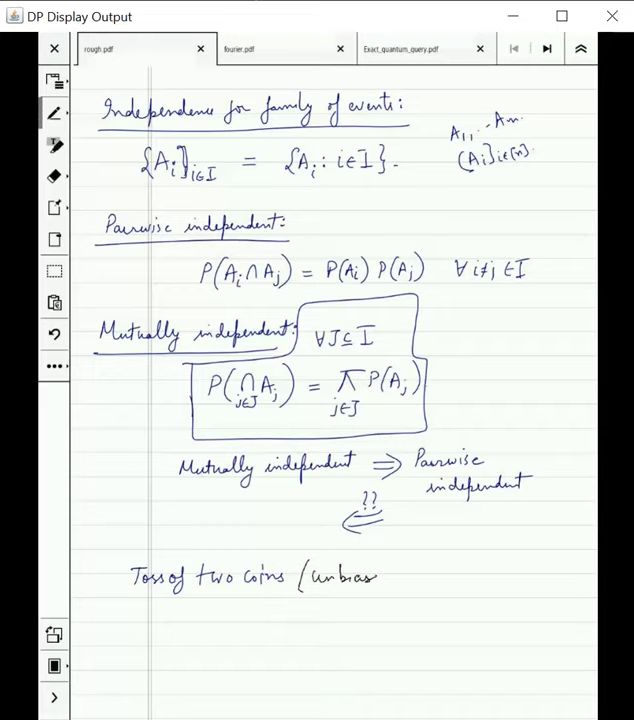 DP Display Output
rough.pdf
fourier.pdf
Exact_quantum_query.pdf
Independence for family of events:
{Ai}i∈I = {Ai : i∈I}.
A1, .. An.
{Ai}i∈[n].
Pairwise independent:
P(Ai ∩ Aj) = P(Ai) P(Aj) ∀ i≠j ∈ I
Mutually independent:
∀J⊆I
P(∩j∈J Aj) = ∏j∈J P(Aj)
Mutually independent ⇒ Pairwise independent
??
⇐
Toss of two coins (unbias